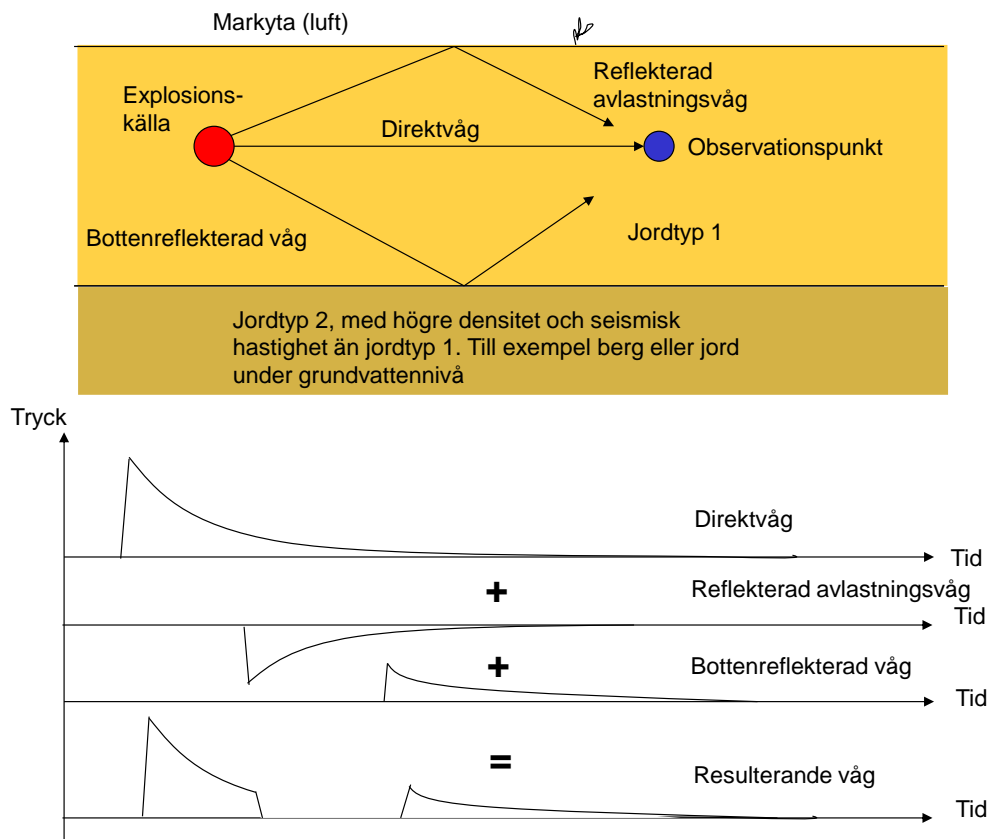 Markyta (luft)
Explosions-
källa
Reflekterad
avlastningsvåg
Direktvåg
Observationspunkt
Bottenreflekterad våg
Jordtyp 1
Jordtyp 2, med högre densitet och seismisk
hastighet än jordtyp 1. Till exempel berg eller jord
under grundvattennivå
Tryck
Direktvåg
Tid
+
Reflekterad avlastningsvåg
Tid
+
Bottenreflekterad våg
Tid
=
Resulterande våg
Tid